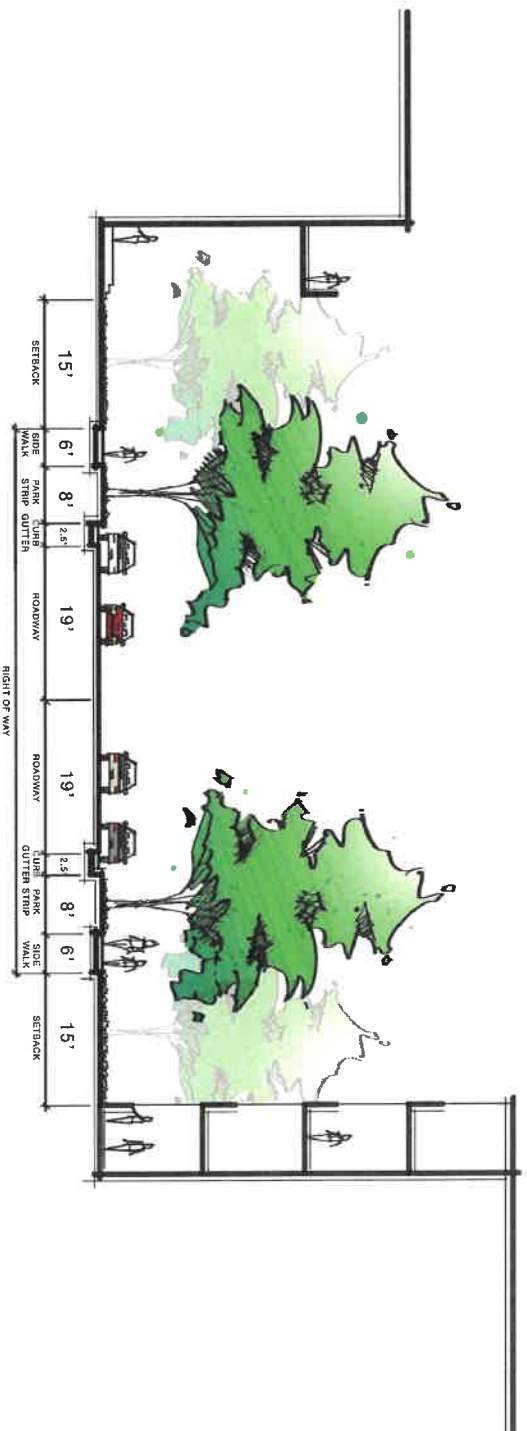 15'
SETBACK
6'
SIDE
WALK
8'
PARK
STRIP
2.5'
CURB
GUTTER
19'
ROADWAY
19'
ROADWAY
2.5'
CURB
GUTTER
8'
PARK
STRIP
6'
SIDE
WALK
15'
SETBACK
RIGHT OF WAY